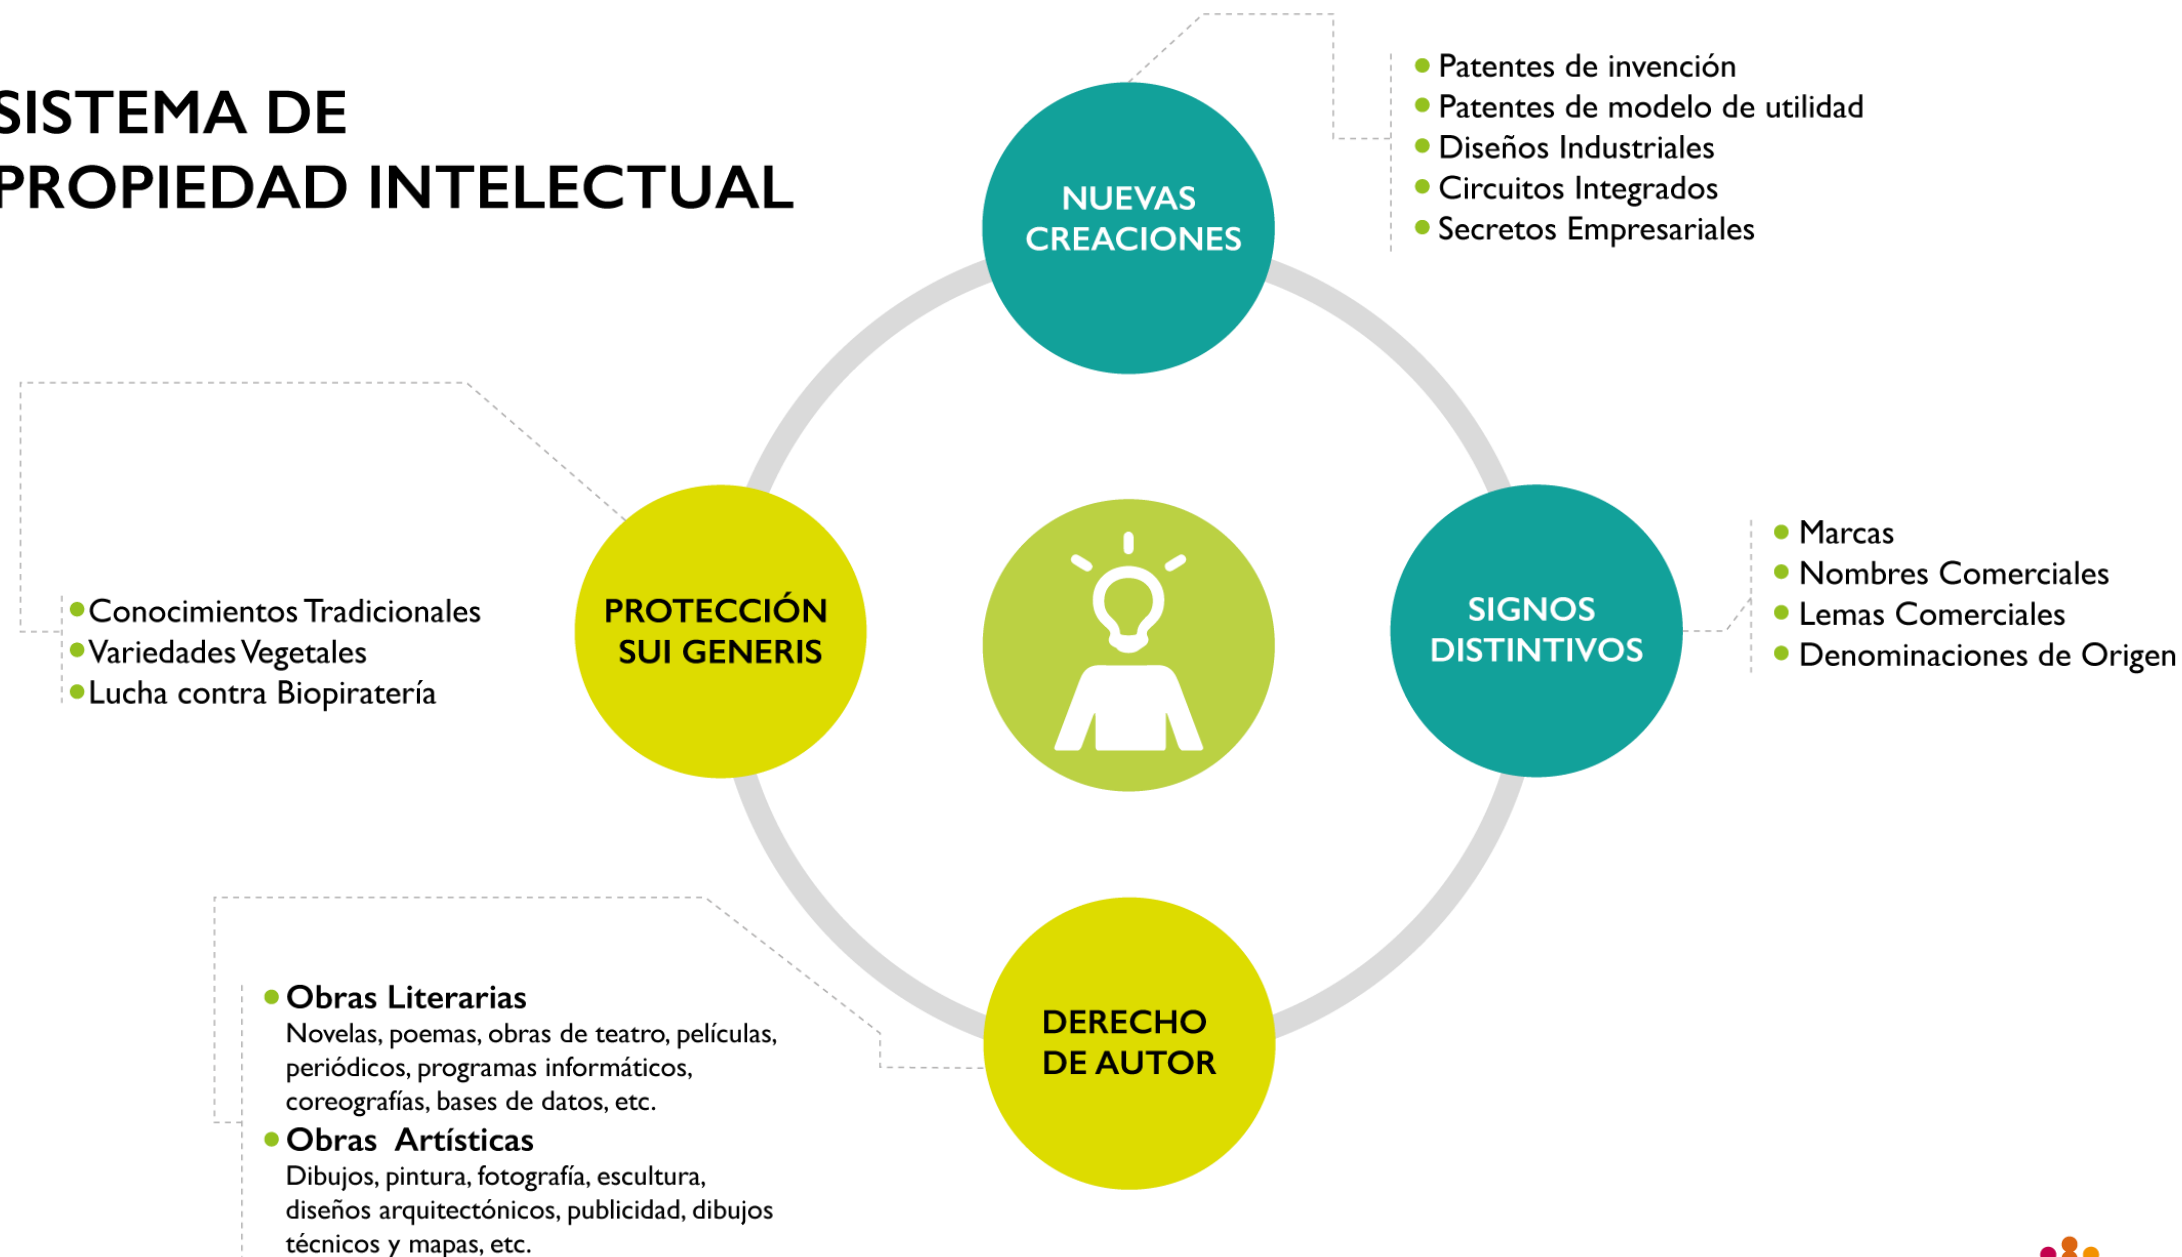 SISTEMA DE
PROPIEDAD INTELECTUAL
NUEVAS
CREACIONES
Patentes de invención
Patentes de modelo de utilidad
Diseños Industriales
Circuitos Integrados
Secretos Empresariales
PROTECCIÓN
SUI GENERIS
Conocimientos Tradicionales
Variedades Vegetales
Lucha contra Biopiratería
SIGNOS
DISTINTIVOS
Marcas
Nombres Comerciales
Lemas Comerciales
Denominaciones de Origen
DERECHO
DE AUTOR
Obras Literarias
Novelas, poemas, obras de teatro, películas,
periódicos, programas informáticos,
coreografías, bases de datos, etc.
Obras Artísticas
Dibujos, pintura, fotografía, escultura,
diseños arquitectónicos, publicidad, dibujos
técnicos y mapas, etc.